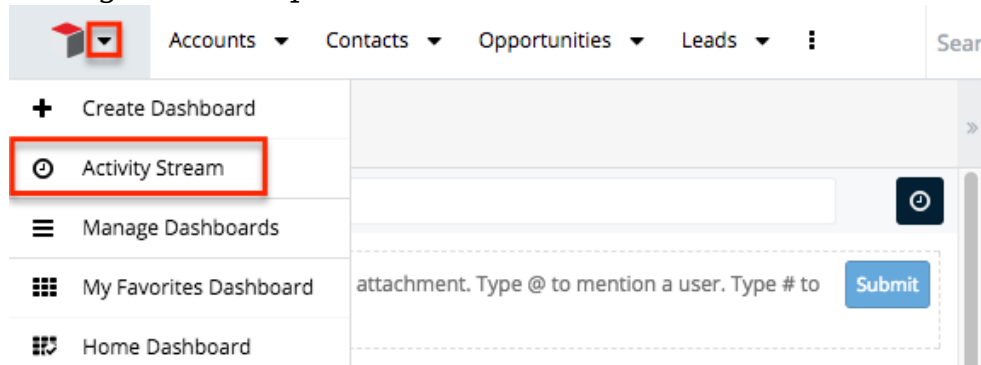 Accounts Contacts Opportunities Leads Sear
Create Dashboard
Activity Stream
Manage Dashboards
My Favorites Dashboard attachment. Type @ to mention a user. Type # to Submit
Home Dashboard